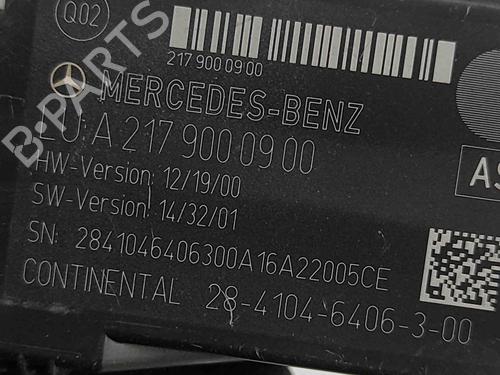 Q02
217 900 09 00
MERCEDES-BENZ
A 217 900 09 00
HW-Version: 12/19/00
SW-Version: 14/32/01
SN: 2841046406300A16A22005CE
CONTINENTAL 28-4104-6406-3-00
B-PARTS